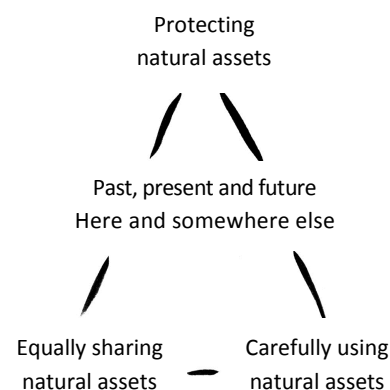 Protecting
natural assets
Past, present and future
Here and somewhere else
Equally sharing
natural assets
Carefully using
natural assets